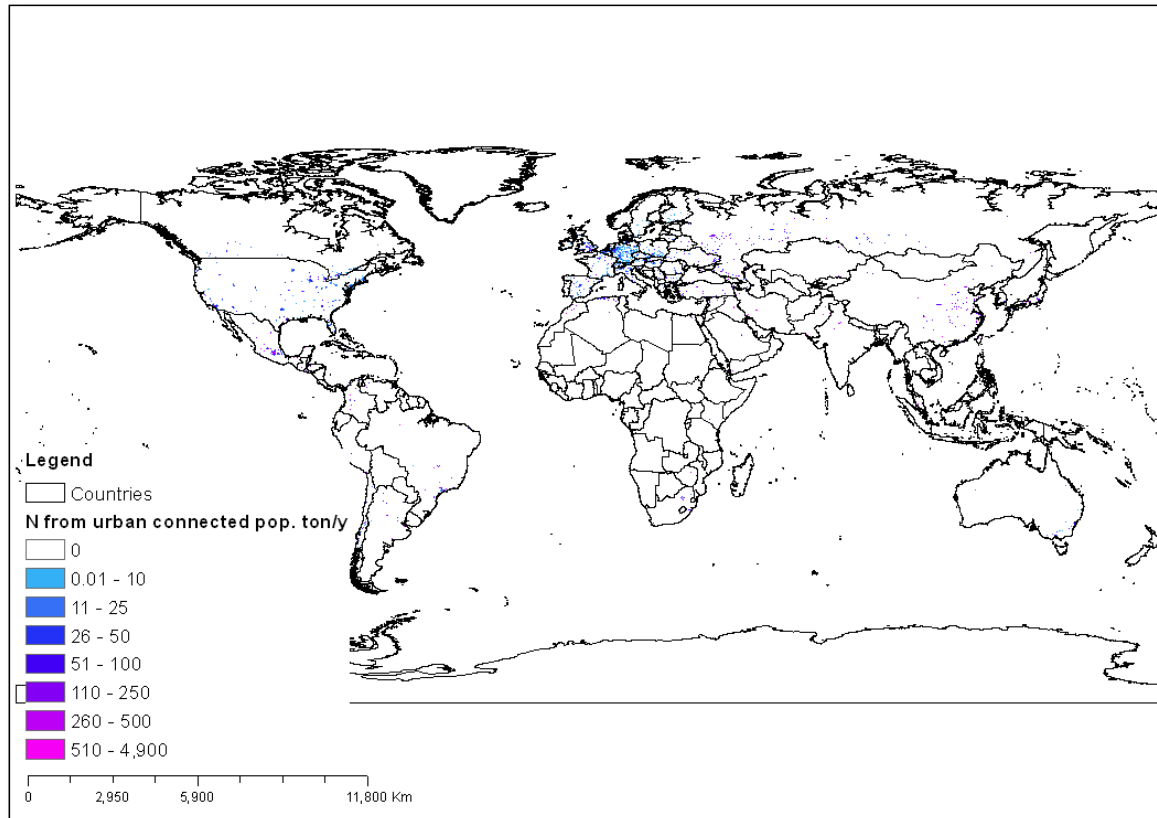 Legend
Countries
N from urban connected pop. ton/y
0
0.01 - 10
11 - 25
26 - 50
51 - 100
110 - 250
260 - 500
510 - 4,900
0 2,950 5,900 11,800 Km